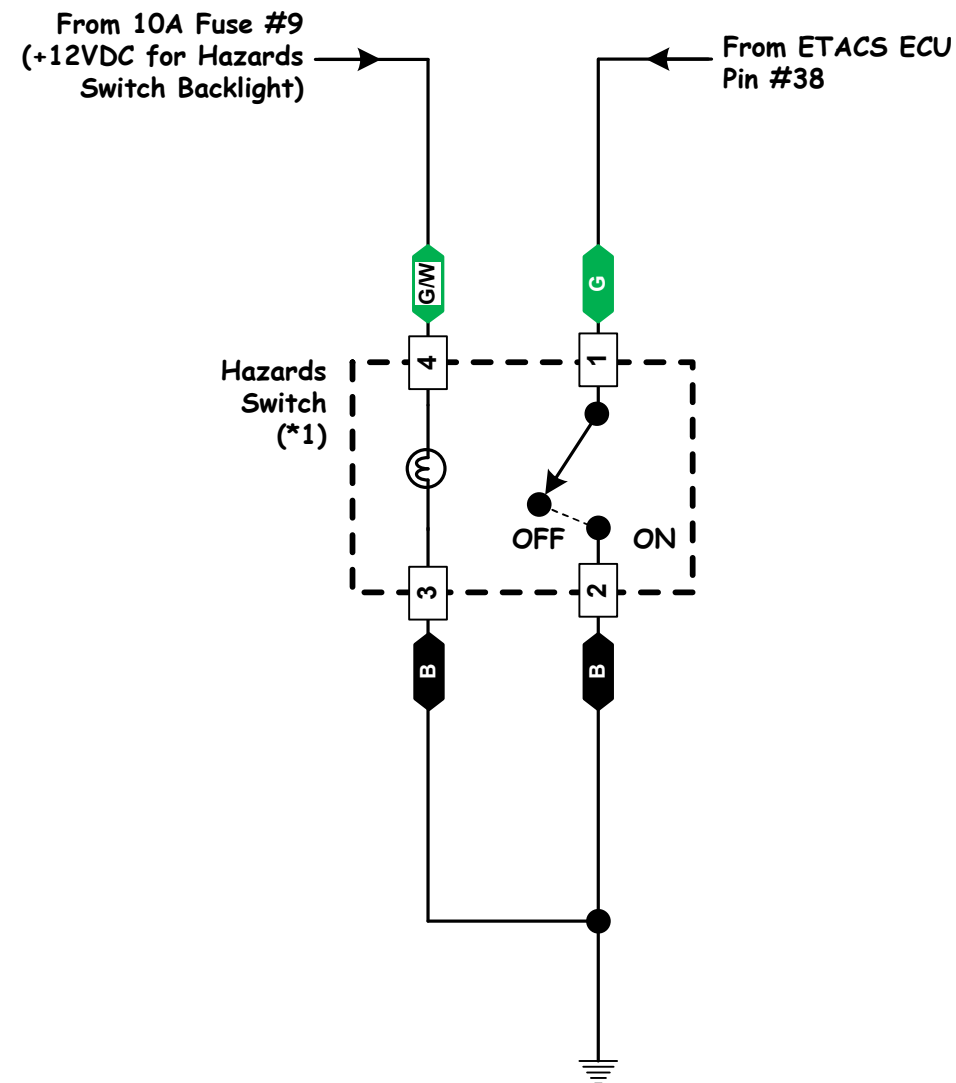 From 10A Fuse #9
(+12VDC for Hazards
Switch Backlight)
From ETACS ECU
Pin #38
G/W
G
4
1
Hazards
Switch
(*1)
OFF
ON
3
2
B
B